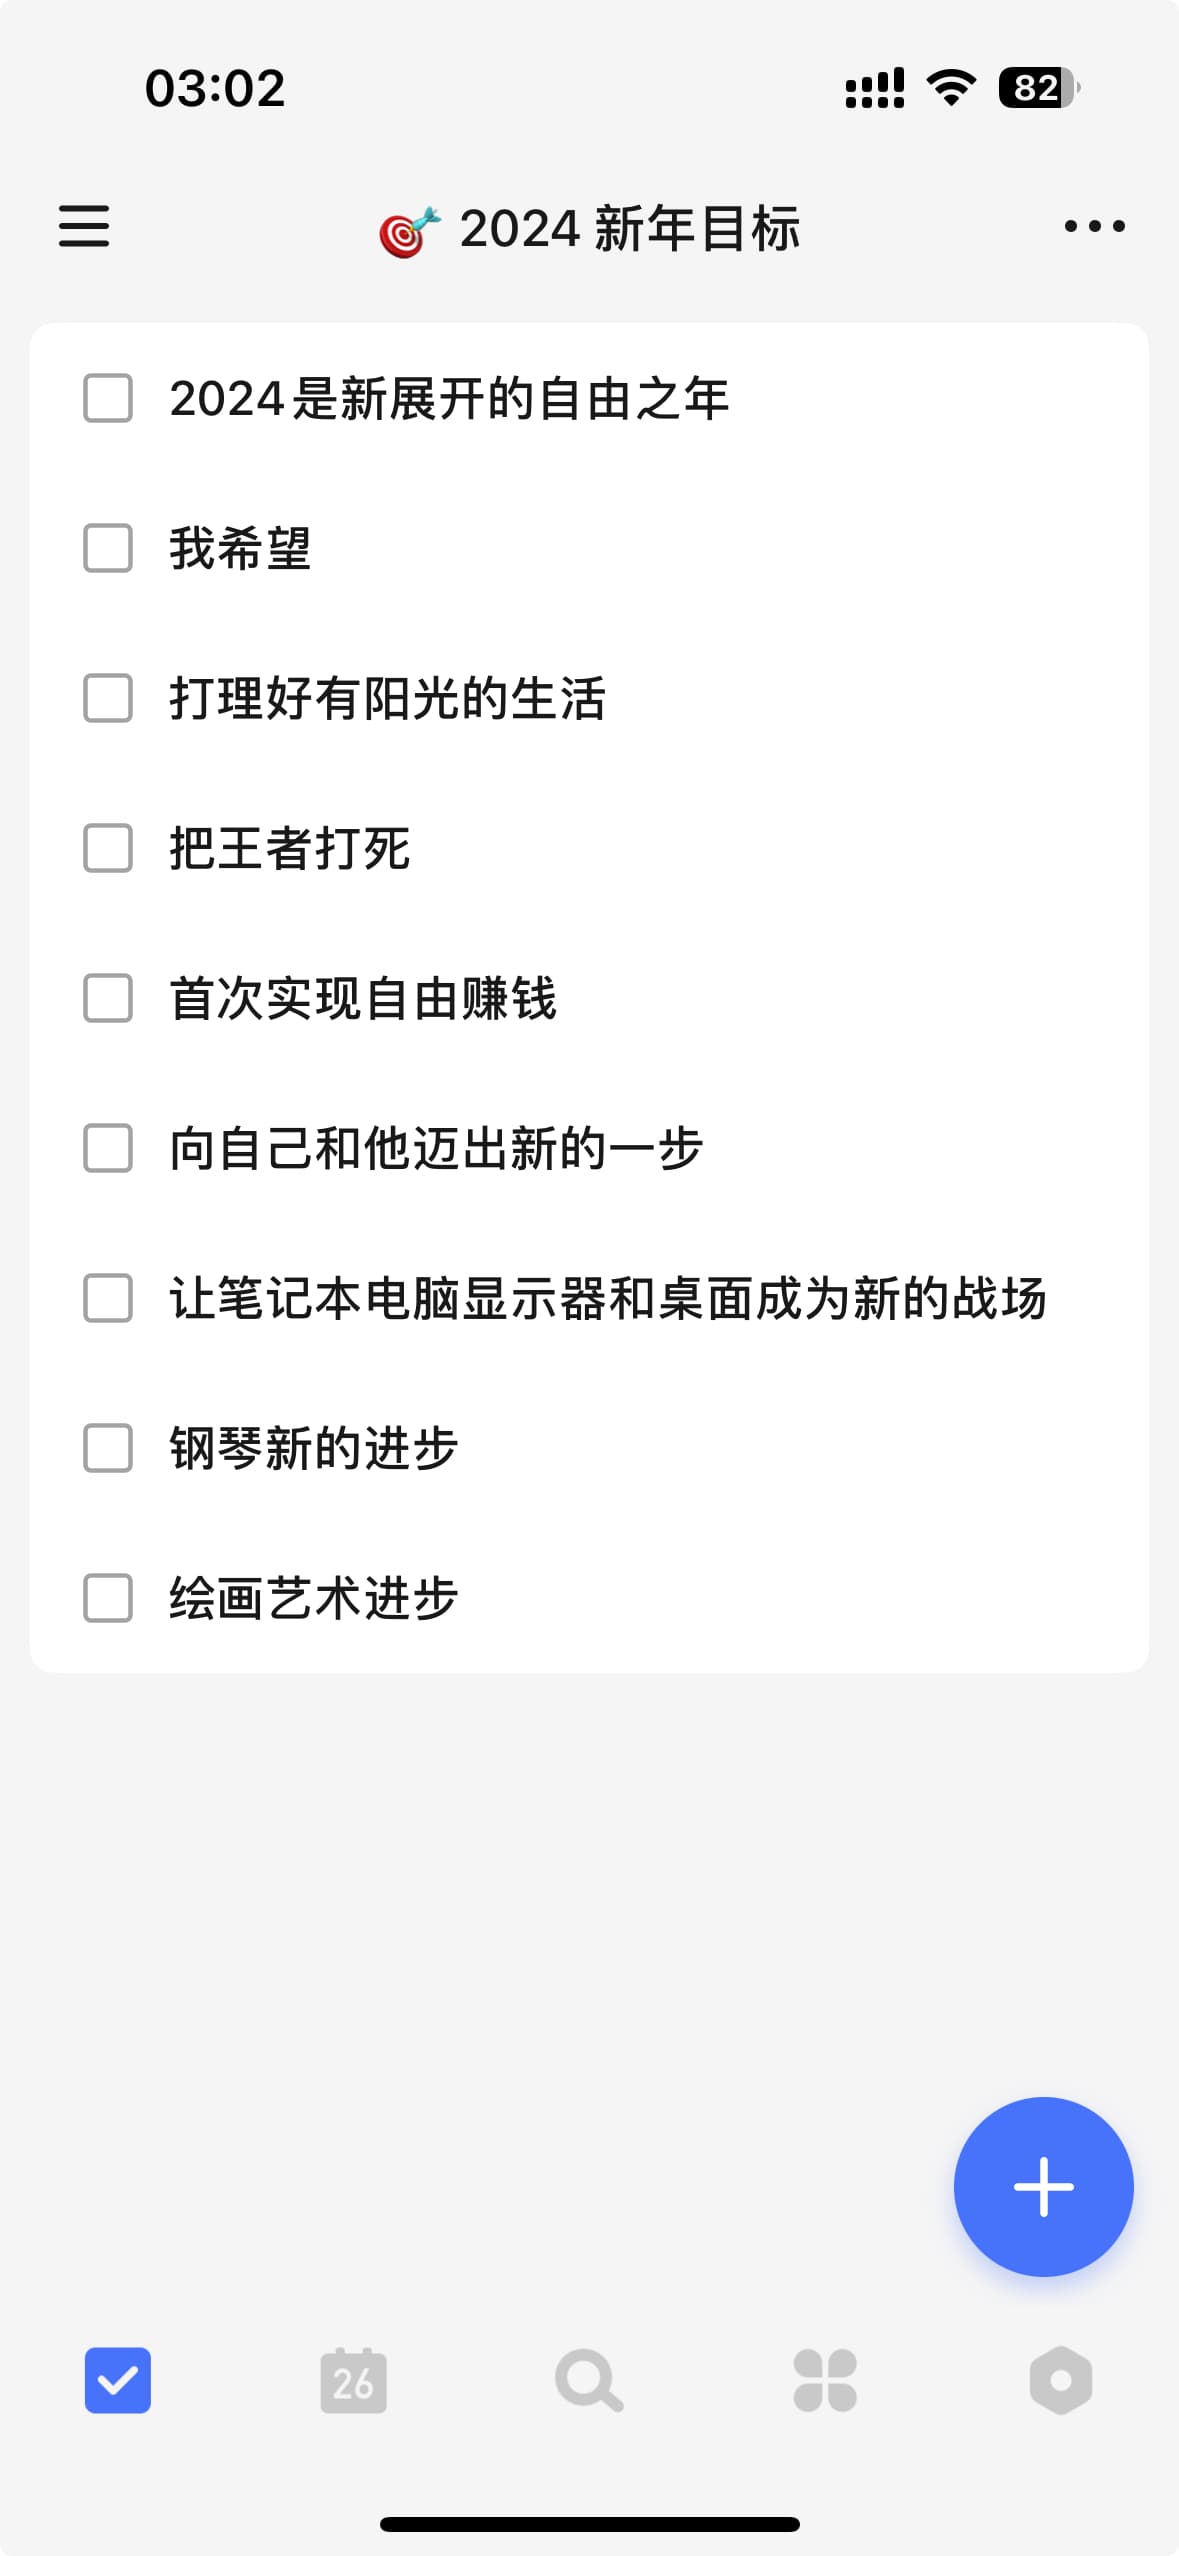 03:02
82
🎯 2024 新年目标
2024是新展开的自由之年
我希望
打理好有阳光的生活
把王者打死
首次实现自由赚钱
向自己和他迈出新的一步
让笔记本电脑显示器和桌面成为新的战场
钢琴新的进步
绘画艺术进步
26